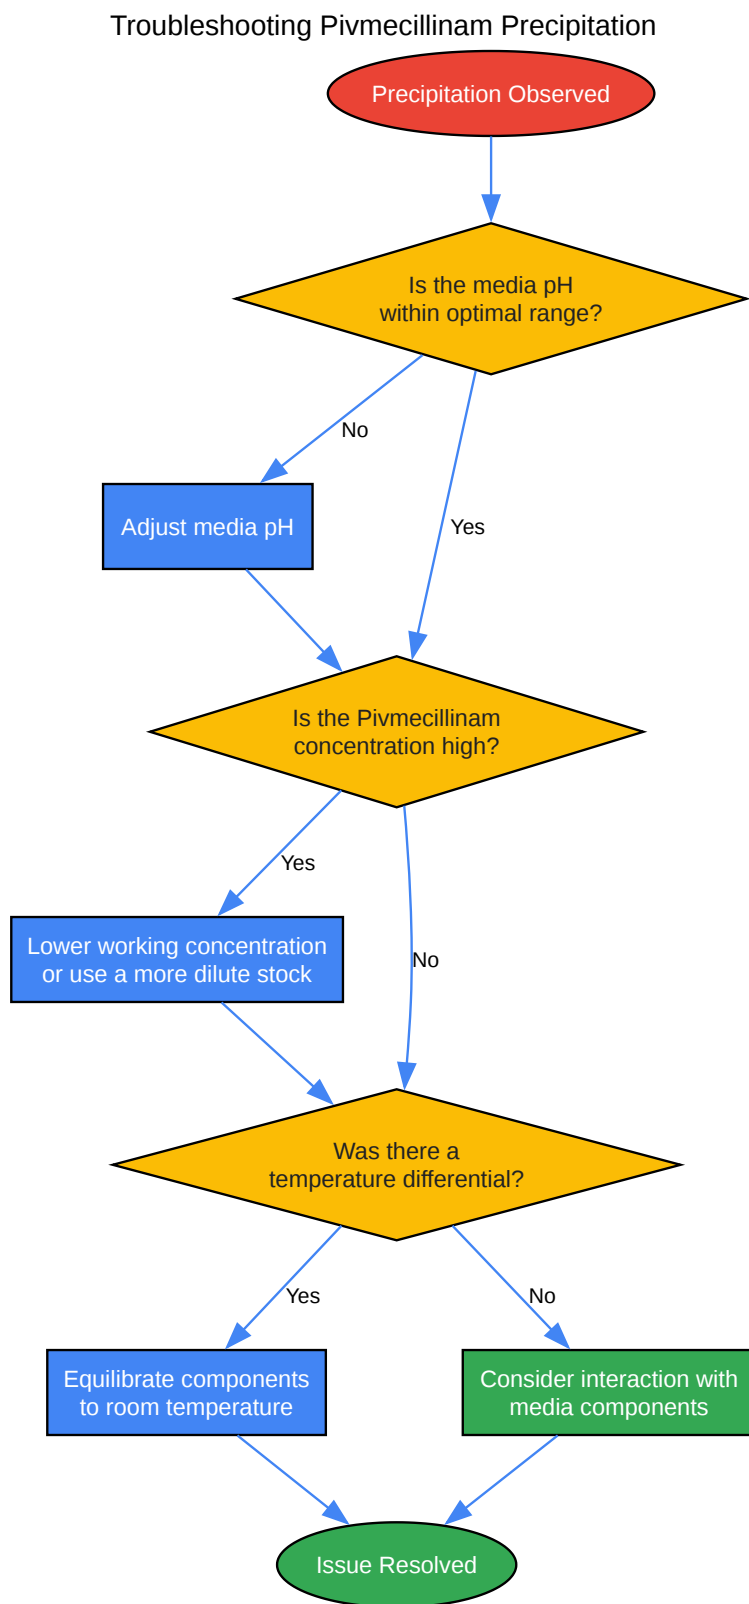 Troubleshooting Pivmecillinam Precipitation
Precipitation Observed
Is the media pH
within optimal range?
No
Yes
Adjust media pH
Is the Pivmecillinam
concentration high?
Yes
No
Lower working concentration
or use a more dilute stock
Was there a
temperature differential?
Yes
No
Equilibrate components
to room temperature
Consider interaction with
media components
Issue Resolved